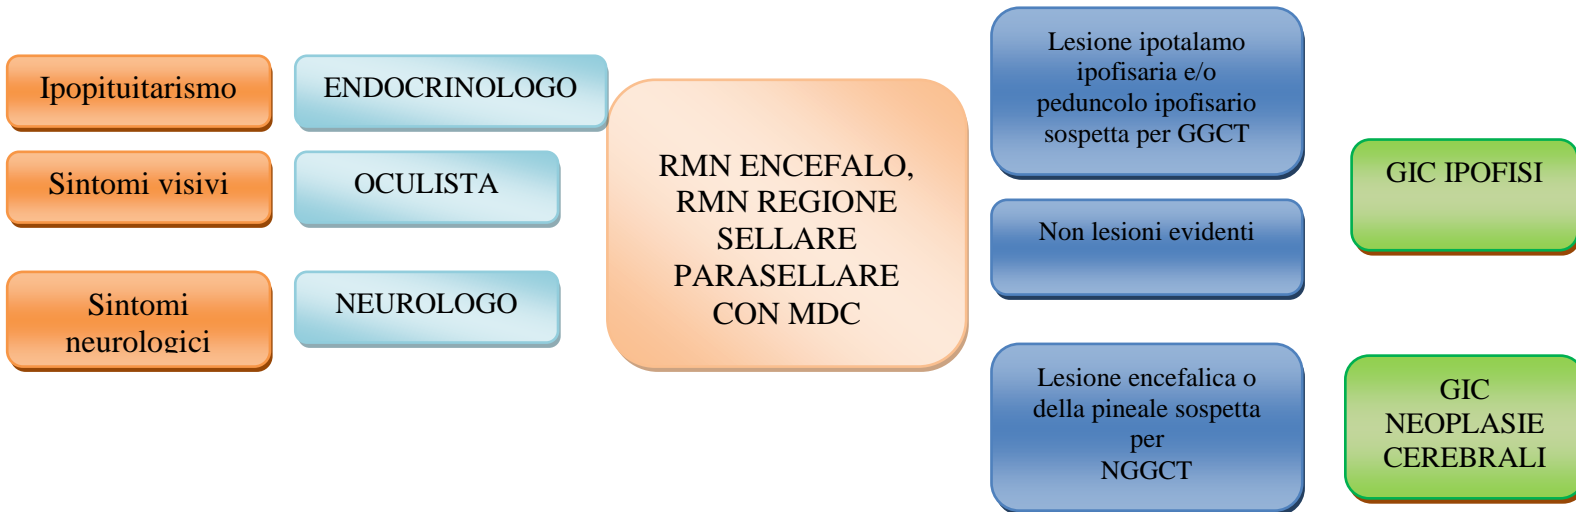 Ipopituitarismo
ENDOCRINOLOGO
Sintomi visivi
OCULISTA
Sintomi
neurologici
NEUROLOGO
RMN ENCEFALO,
RMN REGIONE
SELLARE
PARASELLARE
CON MDC
Lesione ipotalamo
ipofisaria e/o
peduncolo ipofisario
sospetta per GGCT
Non lesioni evidenti
Lesione encefalica o
della pineale sospetta
per
NGGCT
GIC IPOFISI
GIC
NEOPLASIE
CEREBRALI